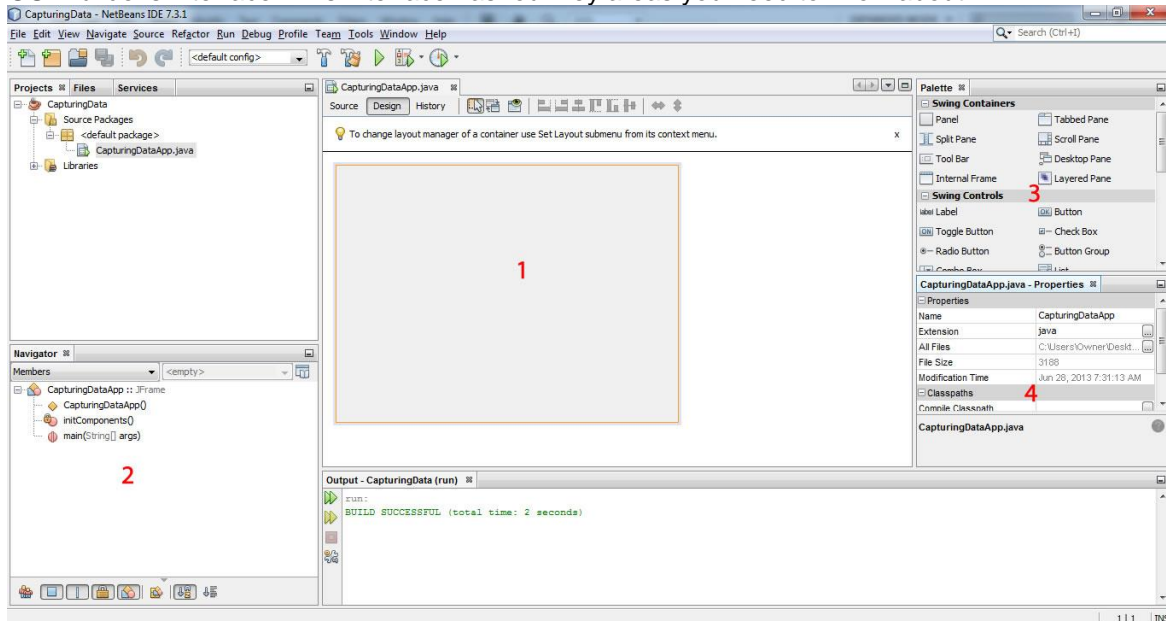 CapturingData - NetBeans IDE 7.3.1
File Edit View Navigate Source Refactor Run Debug Profile Team Tools Window Help
Search (Ctrl+I)
<default config>
Projects Files Services
CapturingData
Source Packages
<default package>
CapturingDataApp.java
Libraries
Navigator
Members <empty>
CapturingDataApp :: JFrame
CapturingDataApp()
initComponents()
main(String[] args)
2
CapturingDataApp.java
Source Design History
To change layout manager of a container use Set Layout submenu from its context menu. x
1
Output - CapturingData (run)
run:
BUILD SUCCESSFUL (total time: 2 seconds)
Palette
Swing Containers
Panel Tabbed Pane
Split Pane Scroll Pane
Tool Bar Desktop Pane
Internal Frame Layered Pane
Swing Controls 3
label Label OK Button
ON Toggle Button Check Box
Radio Button Button Group
Combo Box List
CapturingDataApp.java - Properties
Properties
Name CapturingDataApp
Extension java ...
All Files C:\Users\Owner\Deskt... ...
File Size 3188
Modification Time Jun 28, 2013 7:31:13 AM
Classpaths 4
Compile Classpath
CapturingDataApp.java
1 | 1 INS